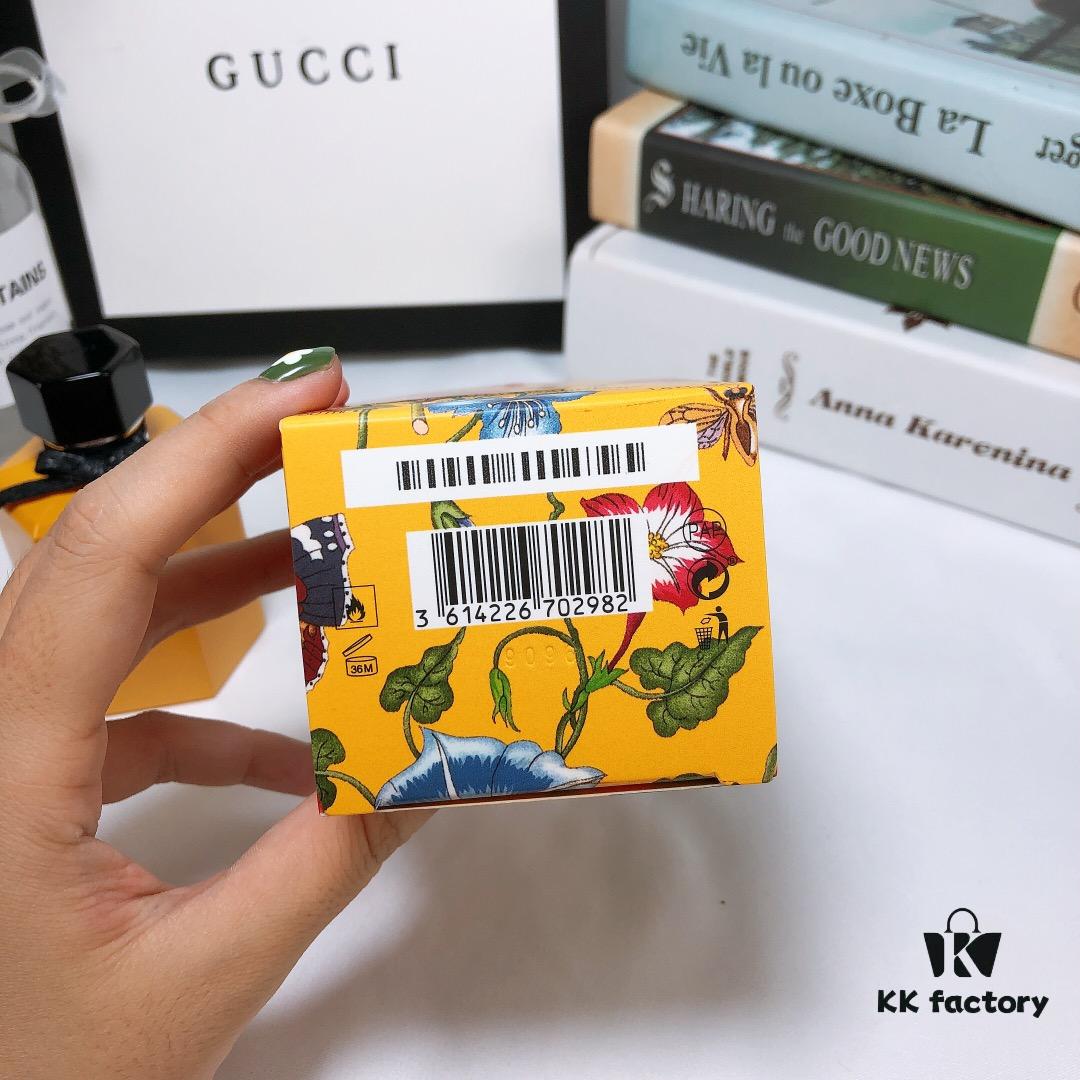 GUCCI
La Boxe ou la Vie
SHARING the GOOD NEWS
Anna Karenina
TAINS
3 614226 702982
PAP
36M
9093
KK factory